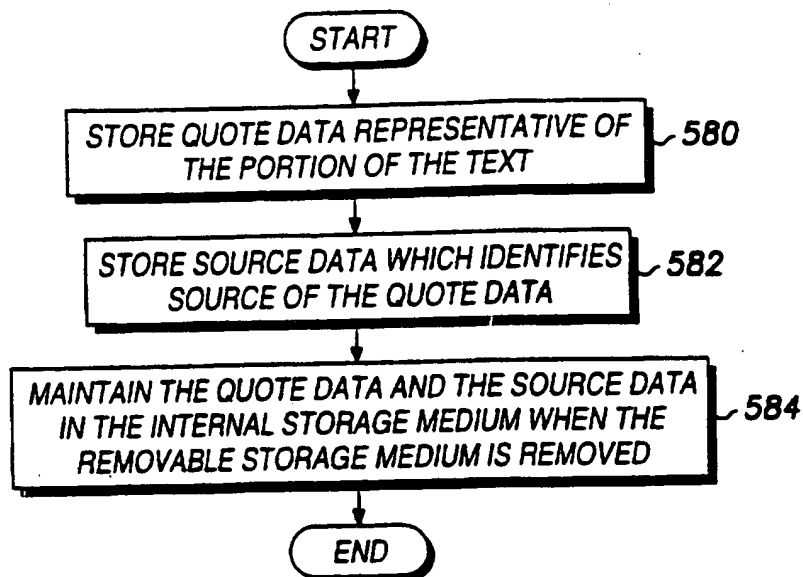 START
STORE QUOTE DATA REPRESENTATIVE OF
THE PORTION OF THE TEXT
580
STORE SOURCE DATA WHICH IDENTIFIES
SOURCE OF THE QUOTE DATA
582
MAINTAIN THE QUOTE DATA AND THE SOURCE DATA
IN THE INTERNAL STORAGE MEDIUM WHEN THE
REMOVABLE STORAGE MEDIUM IS REMOVED
584
END